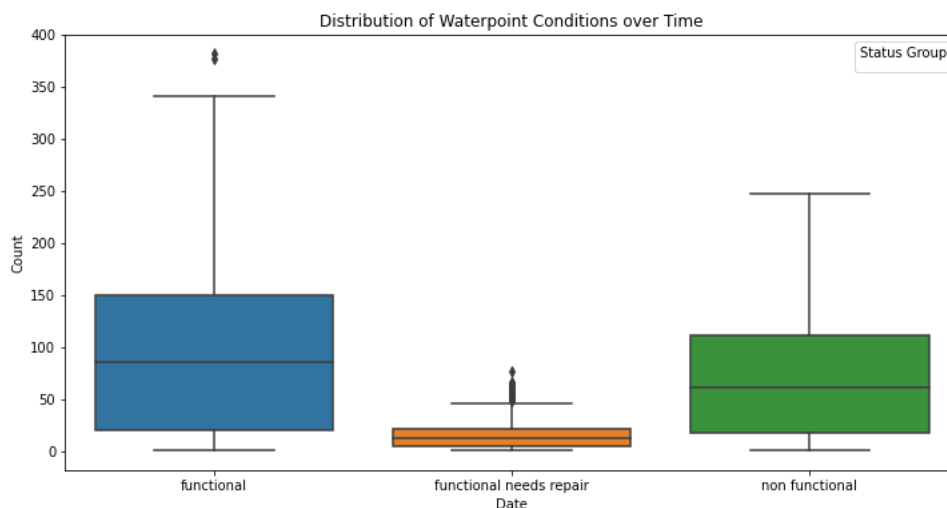 Distribution of Waterpoint Conditions over Time
400
350
300
250
200
150
100
50
0
Count
Status Group
functional
functional needs repair
non functional
Date